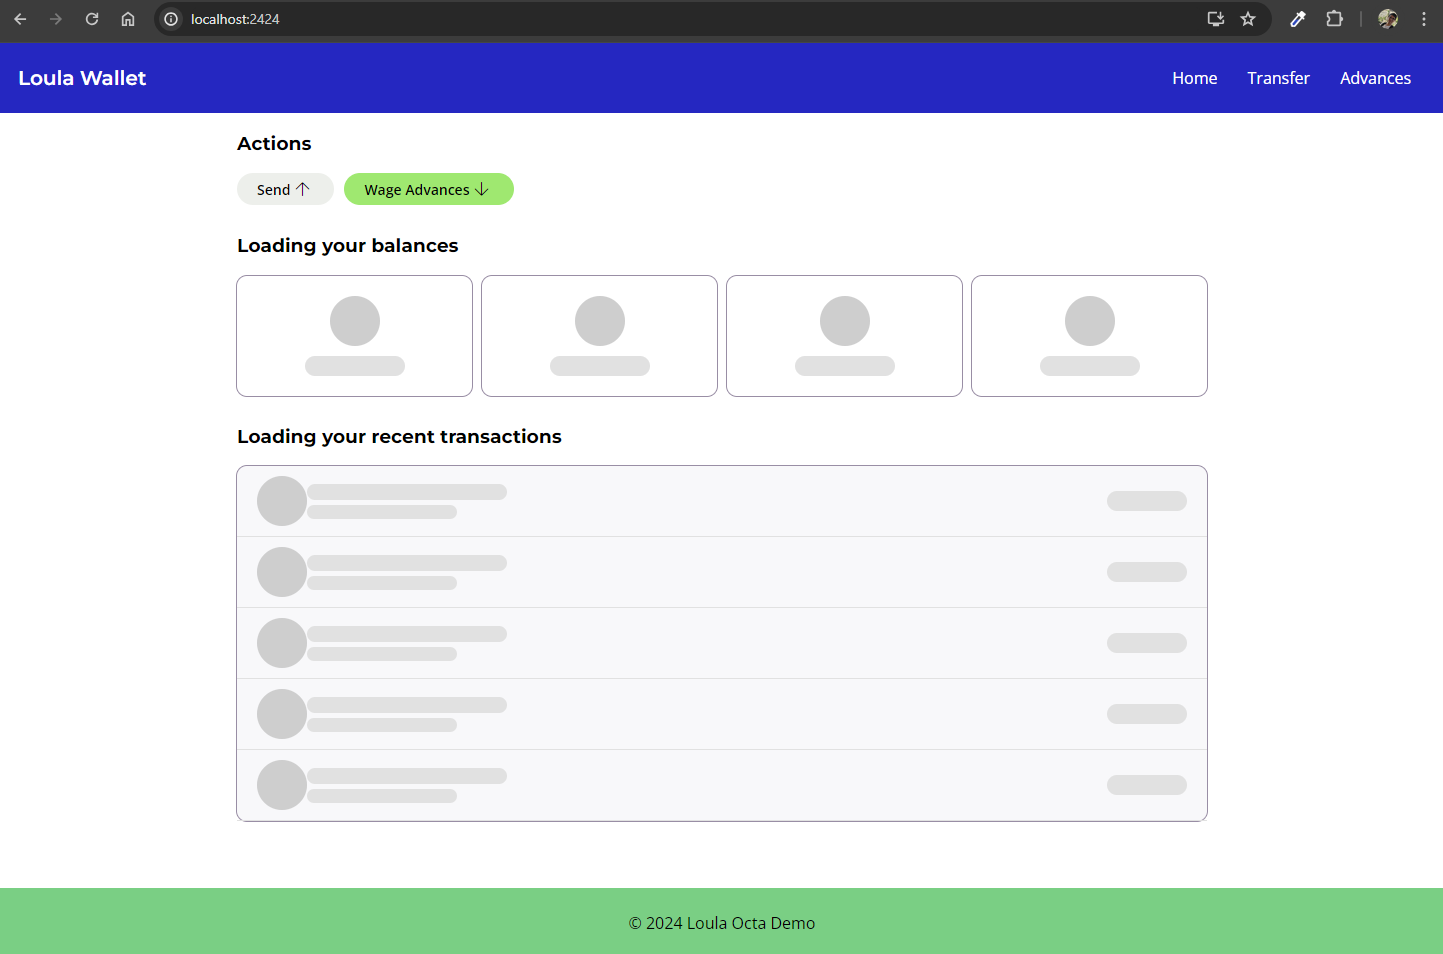 localhost:2424
Loula Wallet
Home Transfer Advances
Actions
Send Wage Advances
Loading your balances
Loading your recent transactions
© 2024 Loula Octa Demo